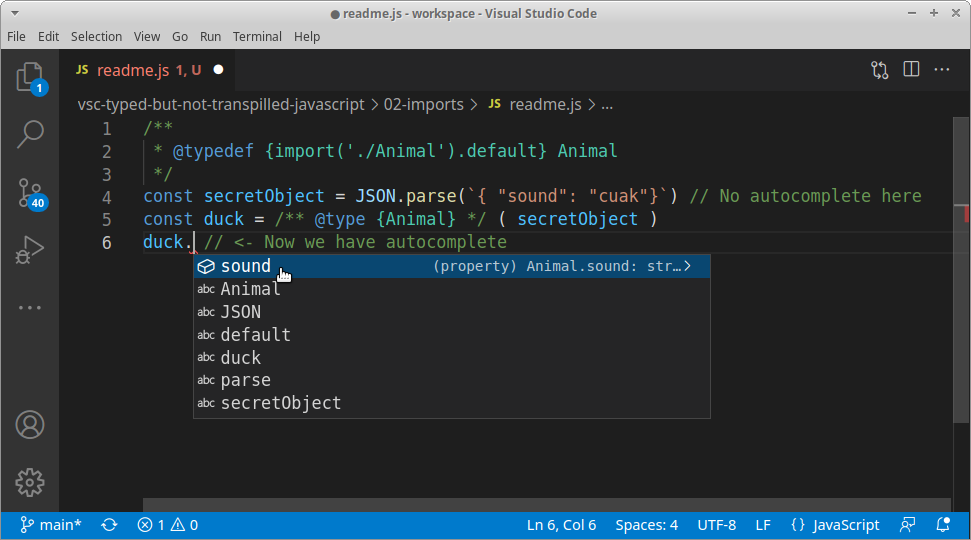 readme.js - workspace - Visual Studio Code
File Edit Selection View Go Run Terminal Help
JS readme.js 1, U
vsc-typed-but-not-transpilled-javascript > 02-imports > JS readme.js > ...
1 /**
2 * @typedef {import('./Animal').default} Animal
3 */
4 const secretObject = JSON.parse(`{ "sound": "cuak"}`) // No autocomplete here
5 const duck = /** @type {Animal} */ ( secretObject )
6 duck. // <- Now we have autocomplete
sound (property) Animal.sound: str…>
abc Animal
abc JSON
abc default
abc duck
abc parse
abc secretObject
1
40
main* 1 0 Ln 6, Col 6 Spaces: 4 UTF-8 LF {} JavaScript